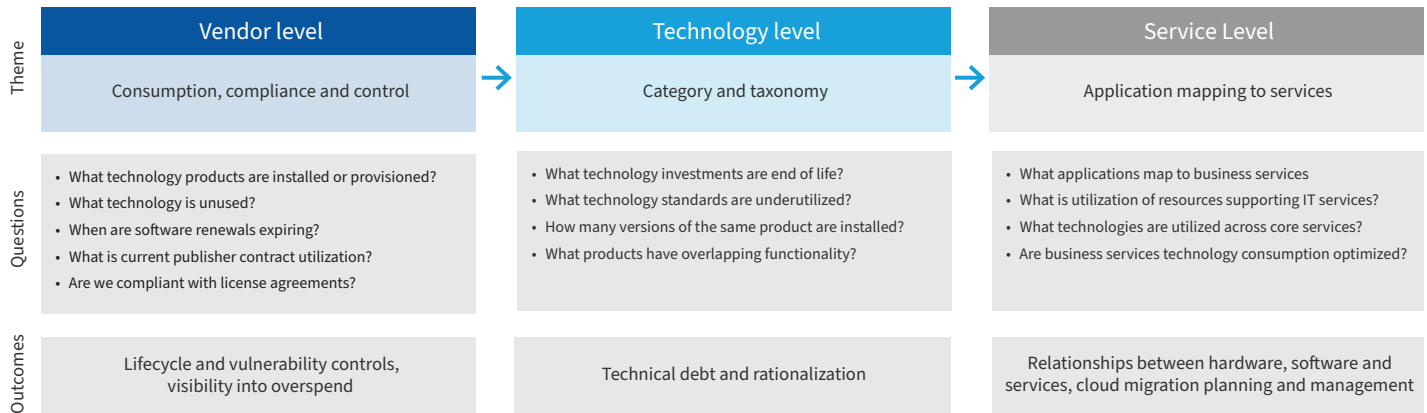 Theme
Vendor level
Technology level
Service Level
Consumption, compliance and control
Category and taxonomy
Application mapping to services
Questions
• What technology products are installed or provisioned?
• What technology is unused?
• When are software renewals expiring?
• What is current publisher contract utilization?
• Are we compliant with license agreements?
• What technology investments are end of life?
• What technology standards are underutilized?
• How many versions of the same product are installed?
• What products have overlapping functionality?
• What applications map to business services
• What is utilization of resources supporting IT services?
• What technologies are utilized across core services?
• Are business services technology consumption optimized?
Outcomes
Lifecycle and vulnerability controls,
visibility into overspend
Technical debt and rationalization
Relationships between hardware, software and
services, cloud migration planning and management